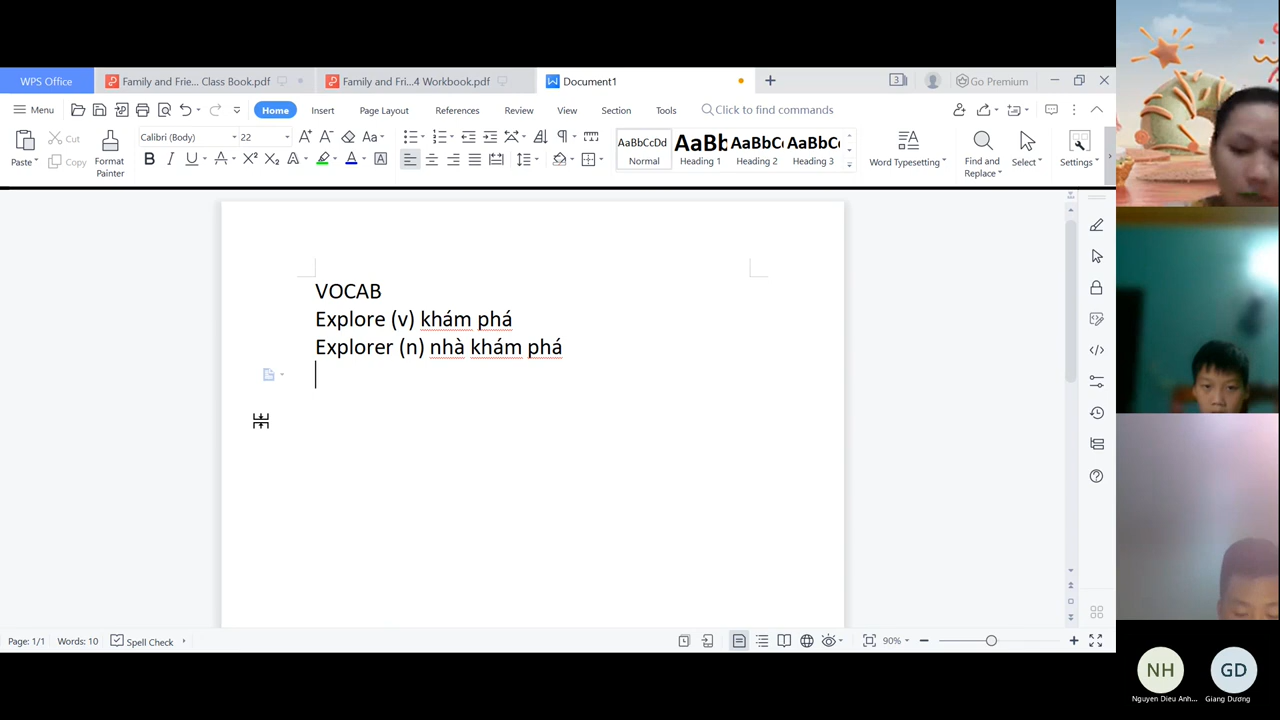 WPS Office
Family and Frie... Class Book.pdf
Family and Fri...4 Workbook.pdf
Document1
Go Premium
Menu
Home
Insert
Page Layout
References
Review
View
Section
Tools
Click to find commands
Paste
Cut
Copy
Format Painter
Calibri (Body)
22
AaBbCcDd
Normal
AaBb
Heading 1
AaBbC
Heading 2
AaBbC
Heading 3
Word Typesetting
Find and Replace
Select
Settings
VOCAB
Explore (v) khám phá
Explorer (n) nhà khám phá
Page: 1/1
Words: 10
Spell Check
90%
NH
Nguyen Dieu Anh...
GD
Giang Dương